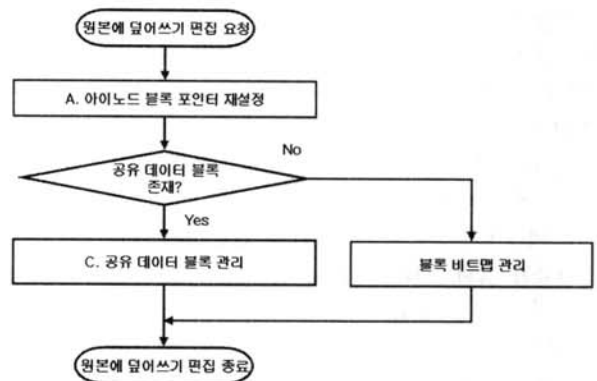 원본에 덮어쓰기 편집 요청
A. 아이노드 블록 포인터 재설정
No
공유 데이터 블록
존재?
Yes
C. 공유 데이터 블록 관리
블록 비트맵 관리
원본에 덮어쓰기 편집 종료